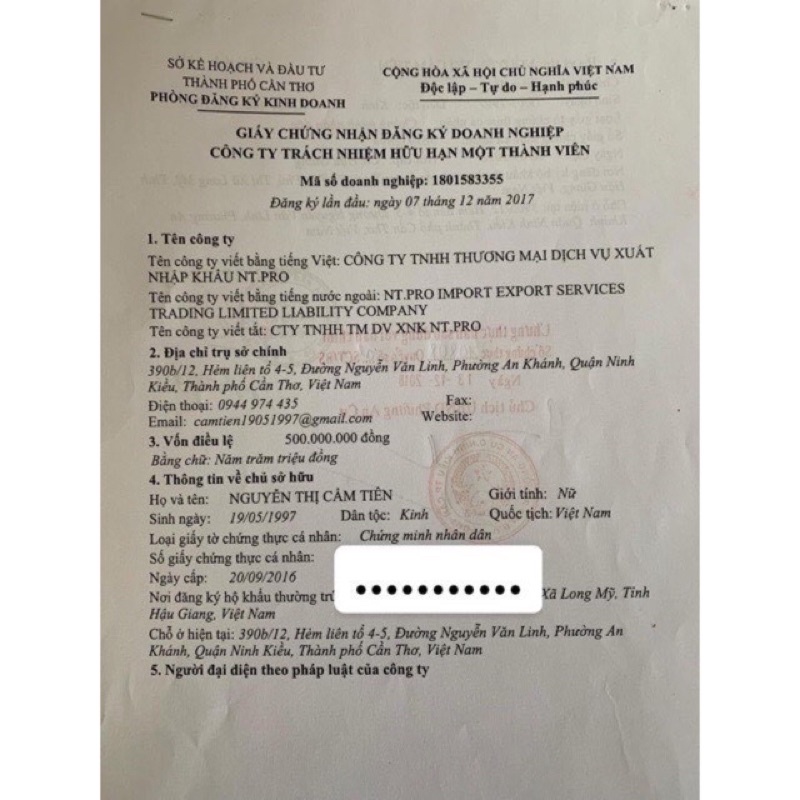 SỞ KẾ HOẠCH VÀ ĐẦU TƯ
THÀNH PHỐ CẦN THƠ
PHÒNG ĐĂNG KÝ KINH DOANH
CỘNG HÒA XÃ HỘI CHỦ NGHĨA VIỆT NAM
Độc lập – Tự do – Hạnh phúc
GIẤY CHỨNG NHẬN ĐĂNG KÝ DOANH NGHIỆP
CÔNG TY TRÁCH NHIỆM HỮU HẠN MỘT THÀNH VIÊN
Mã số doanh nghiệp: 1801583355
Đăng ký lần đầu: ngày 07 tháng 12 năm 2017
1. Tên công ty
Tên công ty viết bằng tiếng Việt: CÔNG TY TNHH THƯƠNG MẠI DỊCH VỤ XUẤT
NHẬP KHẨU NT.PRO
Tên công ty viết bằng tiếng nước ngoài: NT.PRO IMPORT EXPORT SERVICES
TRADING LIMITED LIABILITY COMPANY
Tên công ty viết tắt: CTY TNHH TM DV XNK NT.PRO
2. Địa chỉ trụ sở chính
390b/12, Hẻm liên tổ 4-5, Đường Nguyễn Văn Linh, Phường An Khánh, Quận Ninh
Kiều, Thành phố Cần Thơ, Việt Nam
Điện thoại: 0944 974 435 Fax:
Email: camtien19051997@gmail.com Website:
3. Vốn điều lệ 500.000.000 đồng
Bằng chữ: Năm trăm triệu đồng
4. Thông tin về chủ sở hữu
Họ và tên: NGUYỄN THỊ CẨM TIÊN Giới tính: Nữ
Sinh ngày: 19/05/1997 Dân tộc: Kinh Quốc tịch: Việt Nam
Loại giấy tờ chứng thực cá nhân: Chứng minh nhân dân
Số giấy chứng thực cá nhân:
Ngày cấp: 20/09/2016
Nơi đăng ký hộ khẩu thường trú Xã Long Mỹ, Tỉnh
Hậu Giang, Việt Nam
Chỗ ở hiện tại: 390b/12, Hẻm liên tổ 4-5, Đường Nguyễn Văn Linh, Phường An
Khánh, Quận Ninh Kiều, Thành phố Cần Thơ, Việt Nam
5. Người đại diện theo pháp luật của công ty